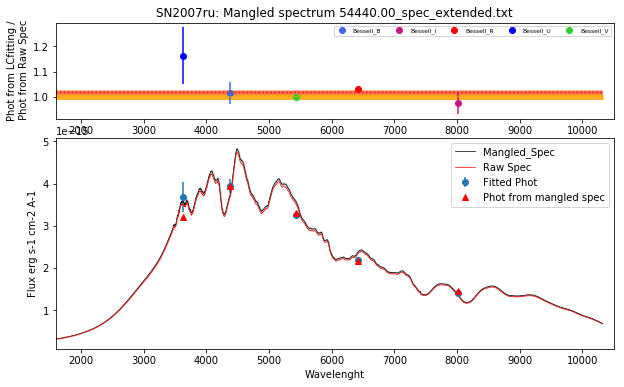 SN2007ru: Mangled spectrum 54440.00_spec_extended.txt
Phot from LCfitting /
Phot from Raw Spec
1.2
1.1
1.0
Bessell_B
Bessell_I
Bessell_R
Bessell_U
Bessell_V
2000 3000 4000 5000 6000 7000 8000 9000 10000
1e-15
Flux erg s-1 cm-2 A-1
5
4
3
2
1
Mangled_Spec
Raw Spec
Fitted Phot
Phot from mangled spec
2000 3000 4000 5000 6000 7000 8000 9000 10000
Wavelenght